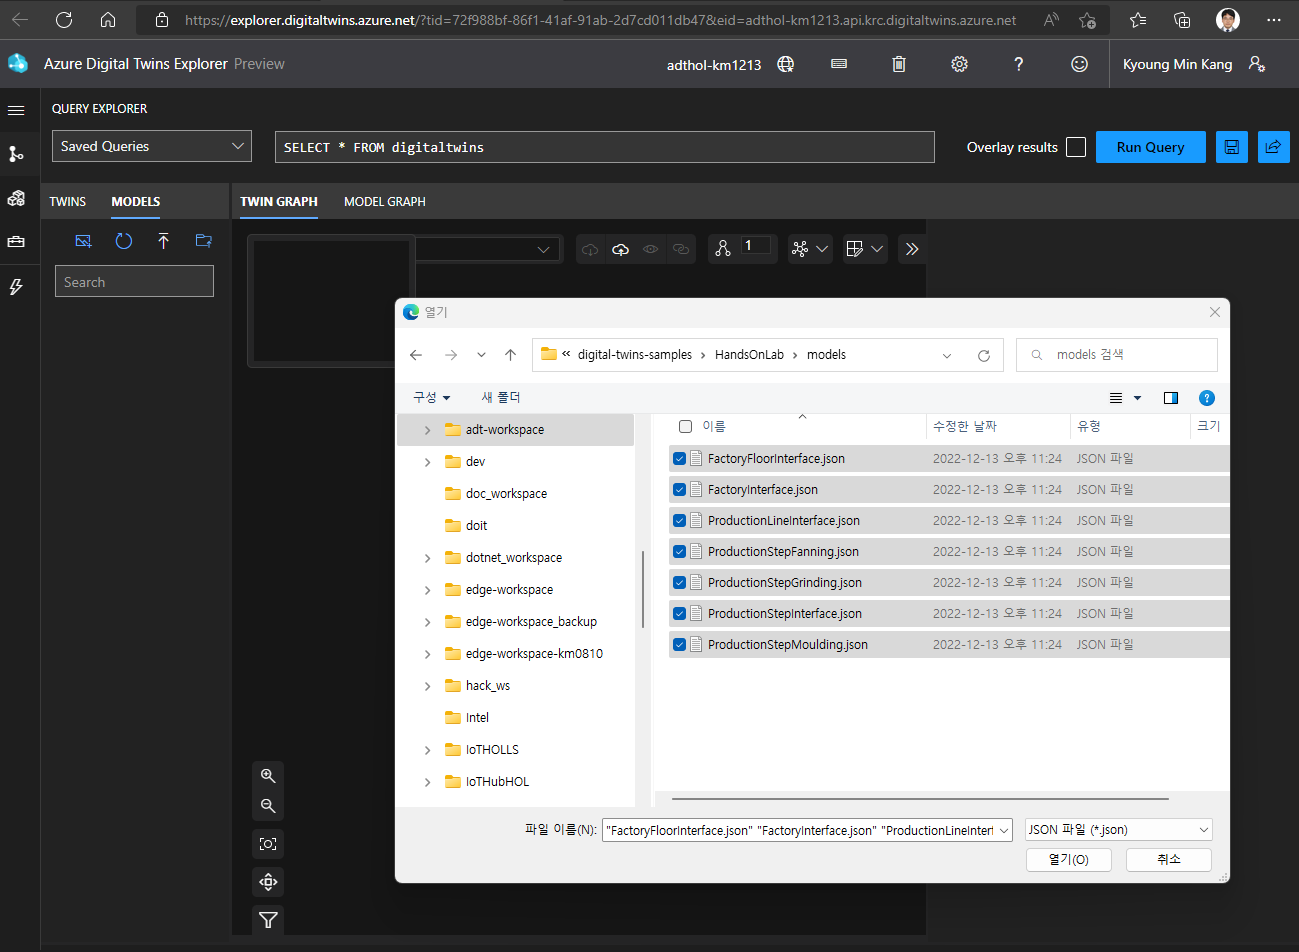 https://explorer.digitaltwins.azure.net/?tid=72f988bf-86f1-41af-91ab-2d7cd011db47&eid=adthol-km1213.api.krc.digitaltwins.azure.net
Azure Digital Twins Explorer Preview
adthol-km1213
Kyoung Min Kang
QUERY EXPLORER
Saved Queries
SELECT * FROM digitaltwins
Overlay results
Run Query
TWINS
MODELS
TWIN GRAPH
MODEL GRAPH
1
Search
열기
« digital-twins-samples › HandsOnLab › models
models 검색
구성
새 폴더
adt-workspace
dev
doc_workspace
doit
dotnet_workspace
edge-workspace
edge-workspace_backup
edge-workspace-km0810
hack_ws
Intel
IoTHOLLS
IoTHubHOL
이름 수정한 날짜 유형 크기
FactoryFloorInterface.json 2022-12-13 오후 11:24 JSON 파일
FactoryInterface.json 2022-12-13 오후 11:24 JSON 파일
ProductionLineInterface.json 2022-12-13 오후 11:24 JSON 파일
ProductionStepFanning.json 2022-12-13 오후 11:24 JSON 파일
ProductionStepGrinding.json 2022-12-13 오후 11:24 JSON 파일
ProductionStepInterface.json 2022-12-13 오후 11:24 JSON 파일
ProductionStepMoulding.json 2022-12-13 오후 11:24 JSON 파일
파일 이름(N): "FactoryFloorInterface.json" "FactoryInterface.json" "ProductionLineInterf
JSON 파일 (*.json)
열기(O)
취소